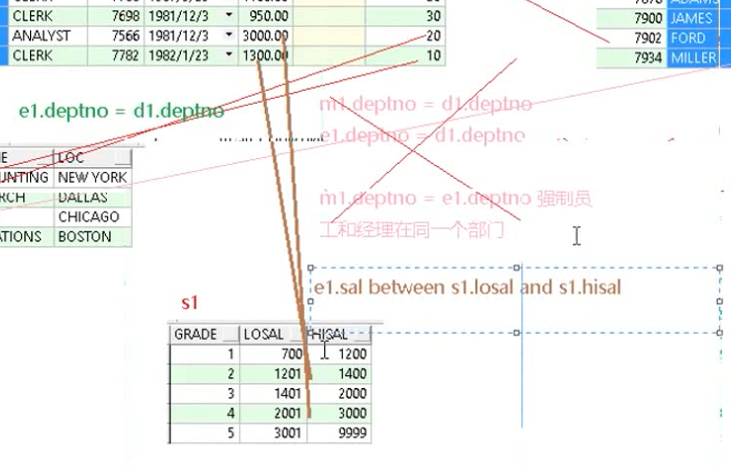 CLERK 7698 1981/12/3 950.00 30
ANALYST 7566 1981/12/3 3000.00 20
CLERK 7782 1982/1/23 1300.00 10
7900 JAMES
7902 FORD
7934 MILLER
e1.deptno = d1.deptno
m1.deptno = d1.deptno
e1.deptno = d1.deptno
LOC
UNTING NEW YORK
RCH DALLAS
CHICAGO
ATIONS BOSTON
m1.deptno = e1.deptno 强制员
工和经理在同一个部门
e1.sal between s1.losal and s1.hisal
s1
GRADE LOSAL HISAL
1 700 1200
2 1201 1400
3 1401 2000
4 2001 3000
5 3001 9999